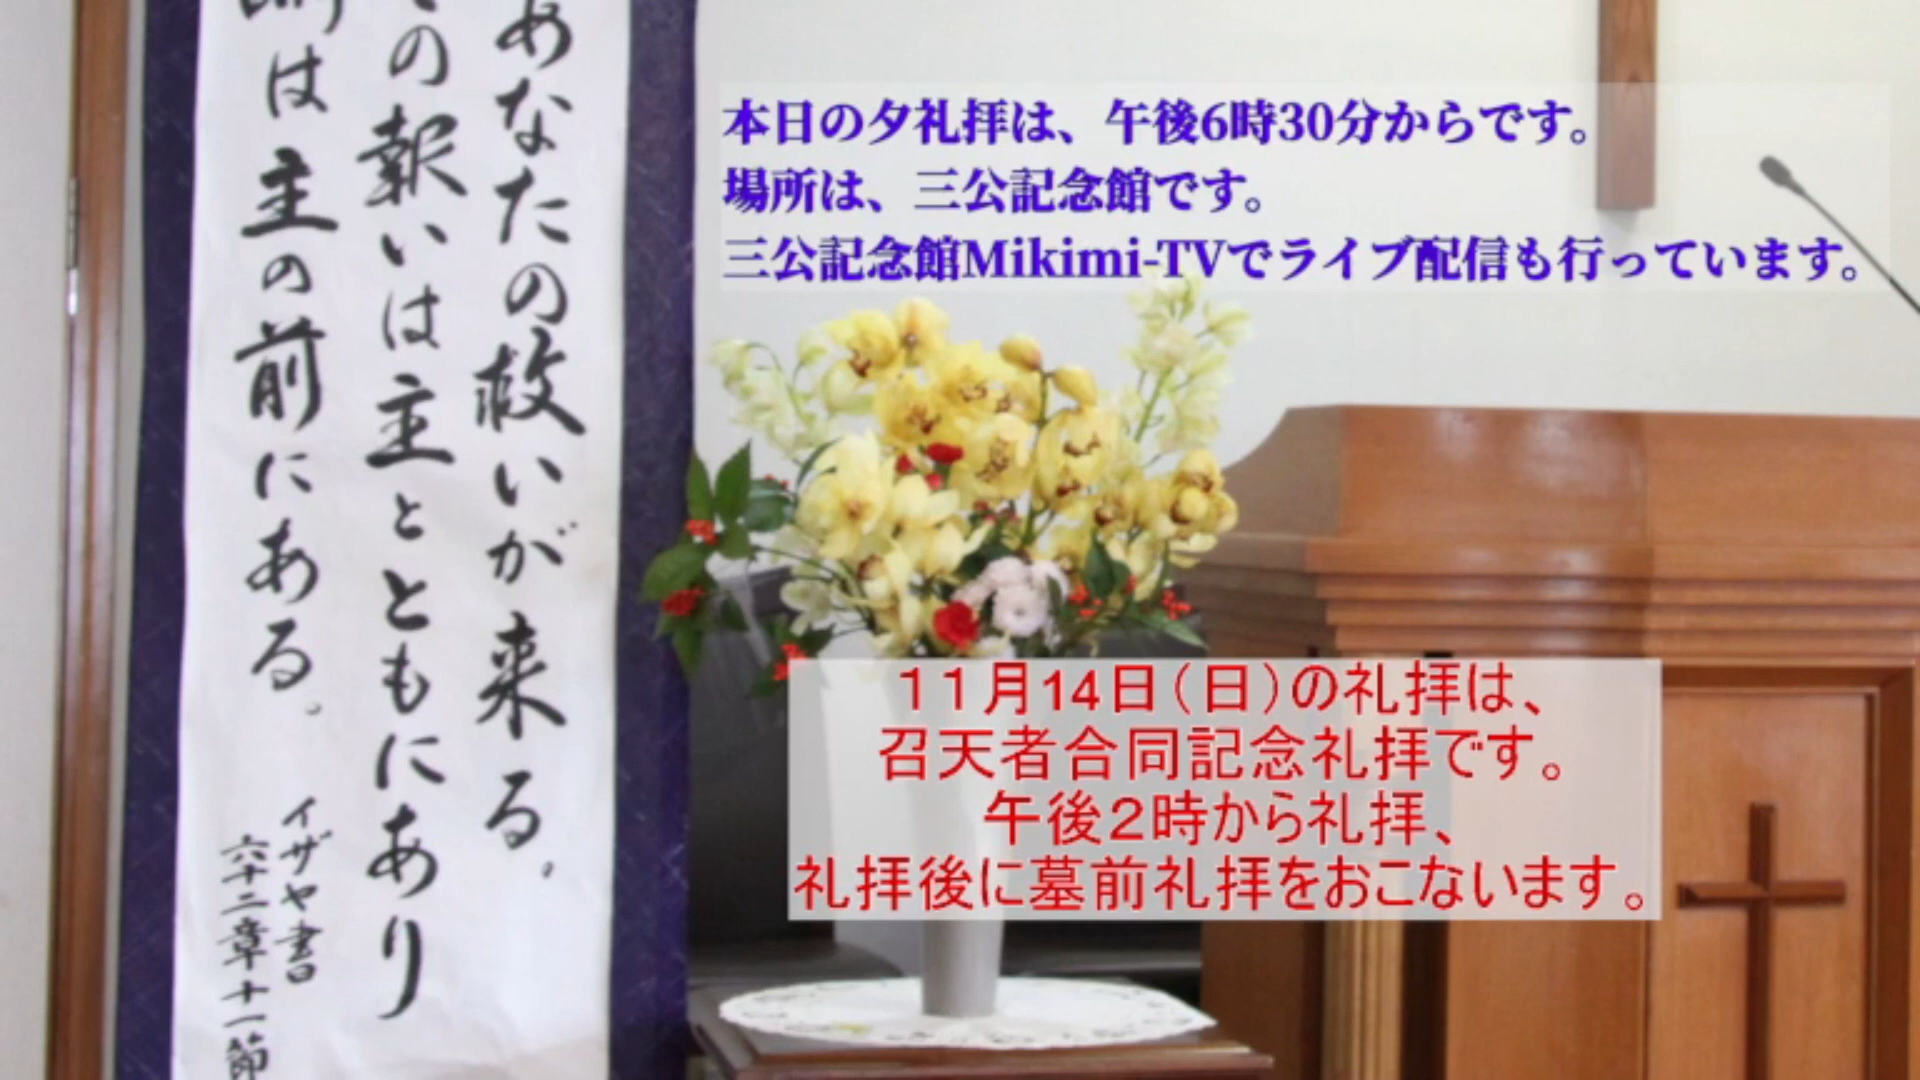 あなたの救いが来る。
その報いは主とともにあり
は主の前にある。
イザヤ書
六十二章十一節
本日の夕礼拝は、午後6時30分からです。
場所は、三公記念館です。
三公記念館Mikimi-TVでライブ配信も行っています。
１１月14日（日）の礼拝は、
召天者合同記念礼拝です。
午後２時から礼拝、
礼拝後に墓前礼拝をおこないます。